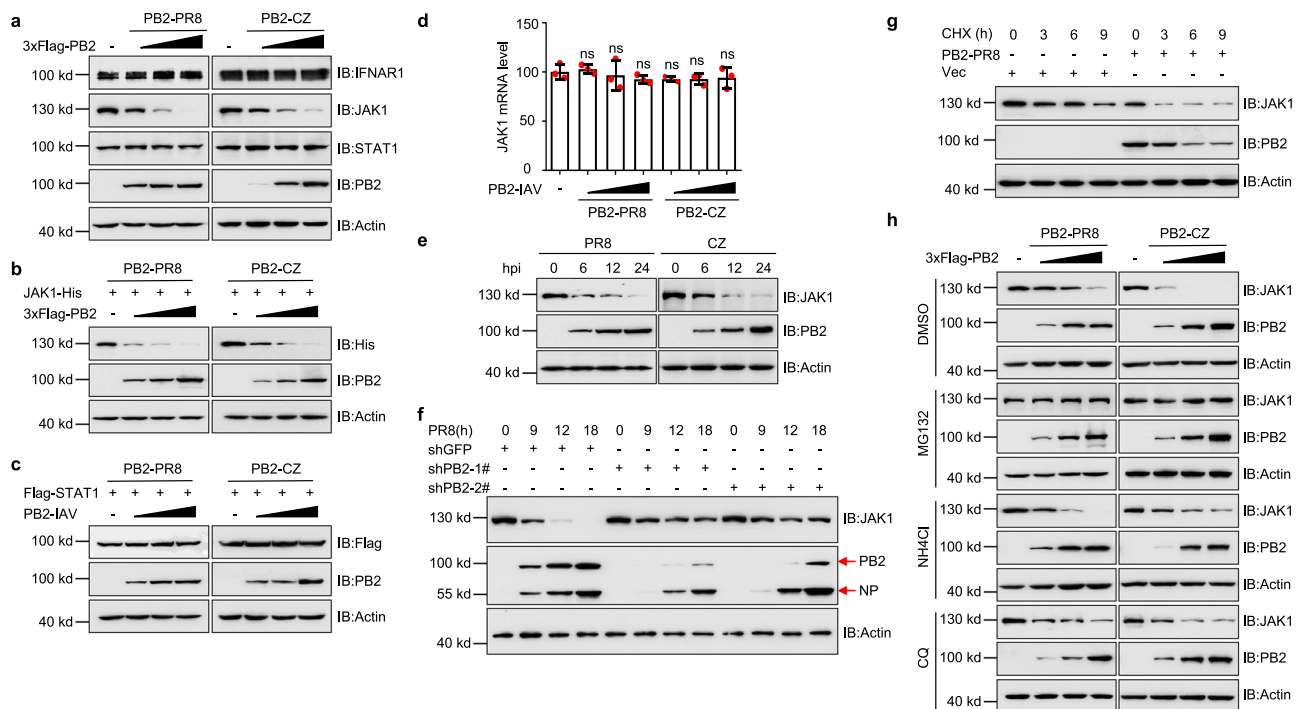 a
PB2-PR8 PB2-CZ
3xFlag-PB2 - -
100 kd IB:IFNAR1
130 kd IB:JAK1
100 kd IB:STAT1
100 kd IB:PB2
40 kd IB:Actin
b
PB2-PR8 PB2-CZ
JAK1-His + + + + + + + +
3xFlag-PB2 - -
130 kd IB:His
100 kd IB:PB2
40 kd IB:Actin
c
PB2-PR8 PB2-CZ
Flag-STAT1 + + + + + + + +
PB2-IAV - -
100 kd IB:Flag
100 kd IB:PB2
40 kd IB:Actin
d
JAK1 mRNA level
150
100
50
0
ns ns ns ns ns ns
PB2-IAV -
PB2-PR8 PB2-CZ
e
PR8 CZ
hpi 0 6 12 24 0 6 12 24
130 kd IB:JAK1
100 kd IB:PB2
40 kd IB:Actin
f
PR8(h) 0 9 12 18 0 9 12 18 0 9 12 18
shGFP + + + + - - - - - - - -
shPB2-1# - - - - + + + + - - - -
shPB2-2# - - - - - - - - + + + +
130 kd IB:JAK1
100 kd PB2
55 kd NP
40 kd IB:Actin
g
CHX (h) 0 3 6 9 0 3 6 9
PB2-PR8 - - - - + + + +
Vec + + + + - - - -
130 kd IB:JAK1
100 kd IB:PB2
40 kd IB:Actin
h
PB2-PR8 PB2-CZ
3xFlag-PB2 - -
DMSO
130 kd IB:JAK1
100 kd IB:PB2
40 kd IB:Actin
MG132
130 kd IB:JAK1
100 kd IB:PB2
40 kd IB:Actin
NH4Cl
130 kd IB:JAK1
100 kd IB:PB2
40 kd IB:Actin
CQ
130 kd IB:JAK1
100 kd IB:PB2
40 kd IB:Actin